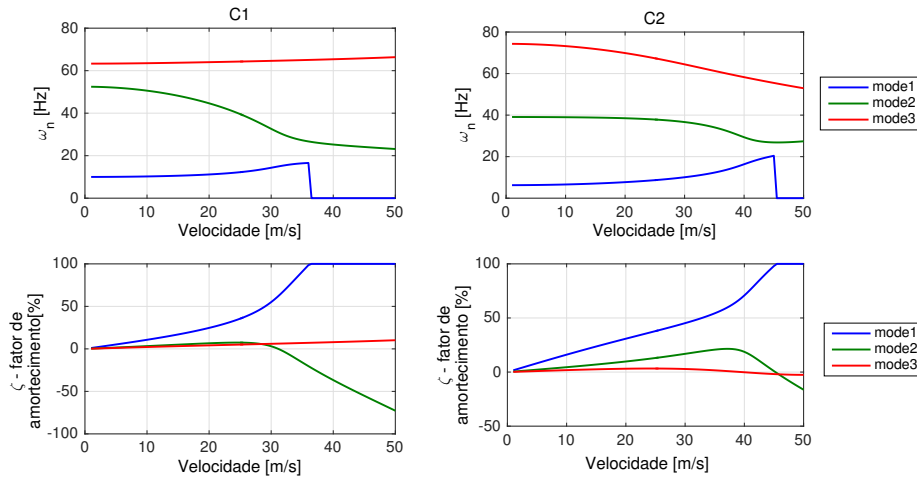 C1
80
60
40
20
0
ω_n [Hz]
0 10 20 30 40 50
Velocidade [m/s]
C2
80
60
40
20
0
ω_n [Hz]
0 10 20 30 40 50
Velocidade [m/s]
mode1
mode2
mode3
100
50
0
-50
-100
ζ - fator de
amortecimento[%]
0 10 20 30 40 50
Velocidade [m/s]
100
50
0
-50
ζ - fator de
amortecimento [%]
0 10 20 30 40 50
Velocidade [m/s]
mode1
mode2
mode3